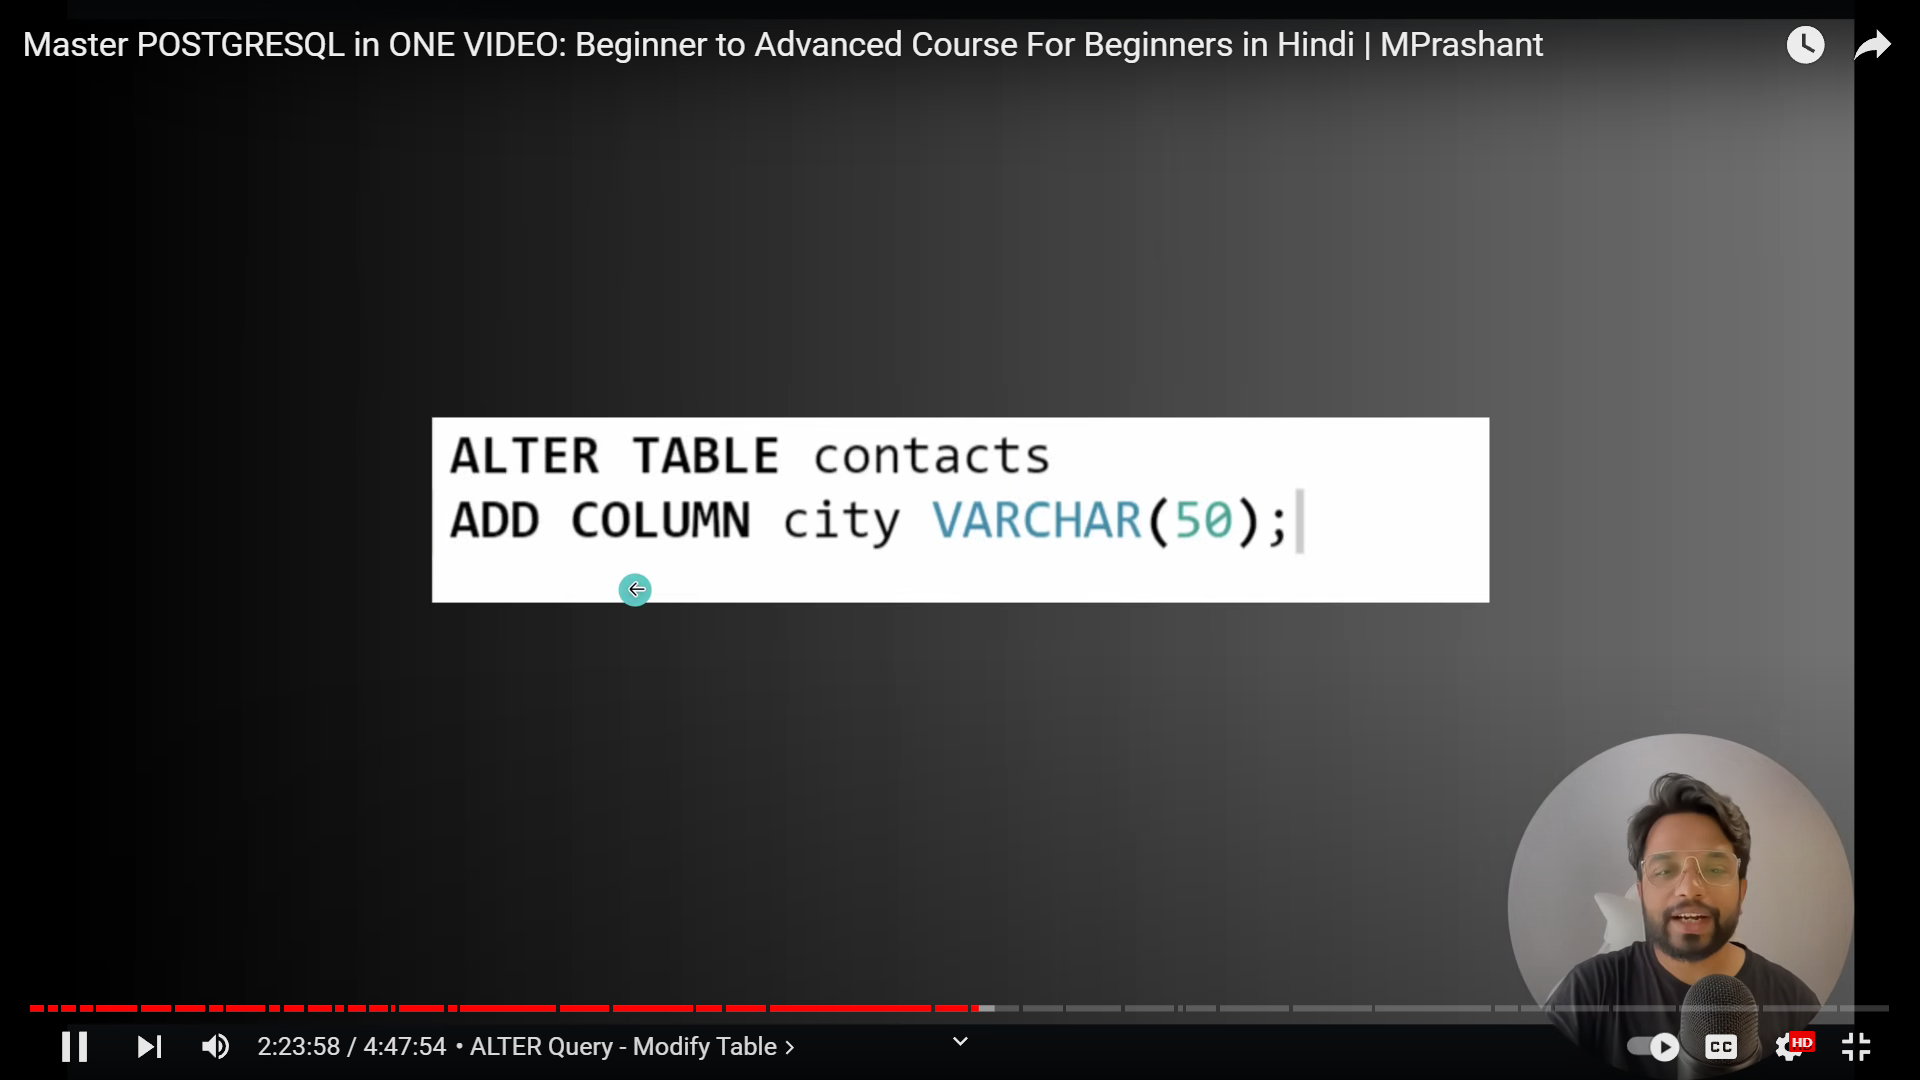 Master POSTGRESQL in ONE VIDEO: Beginner to Advanced Course For Beginners in Hindi | MPrashant
ALTER TABLE contacts
ADD COLUMN city VARCHAR(50);
2:23:58 / 4:47:54 • ALTER Query - Modify Table
CC
HD